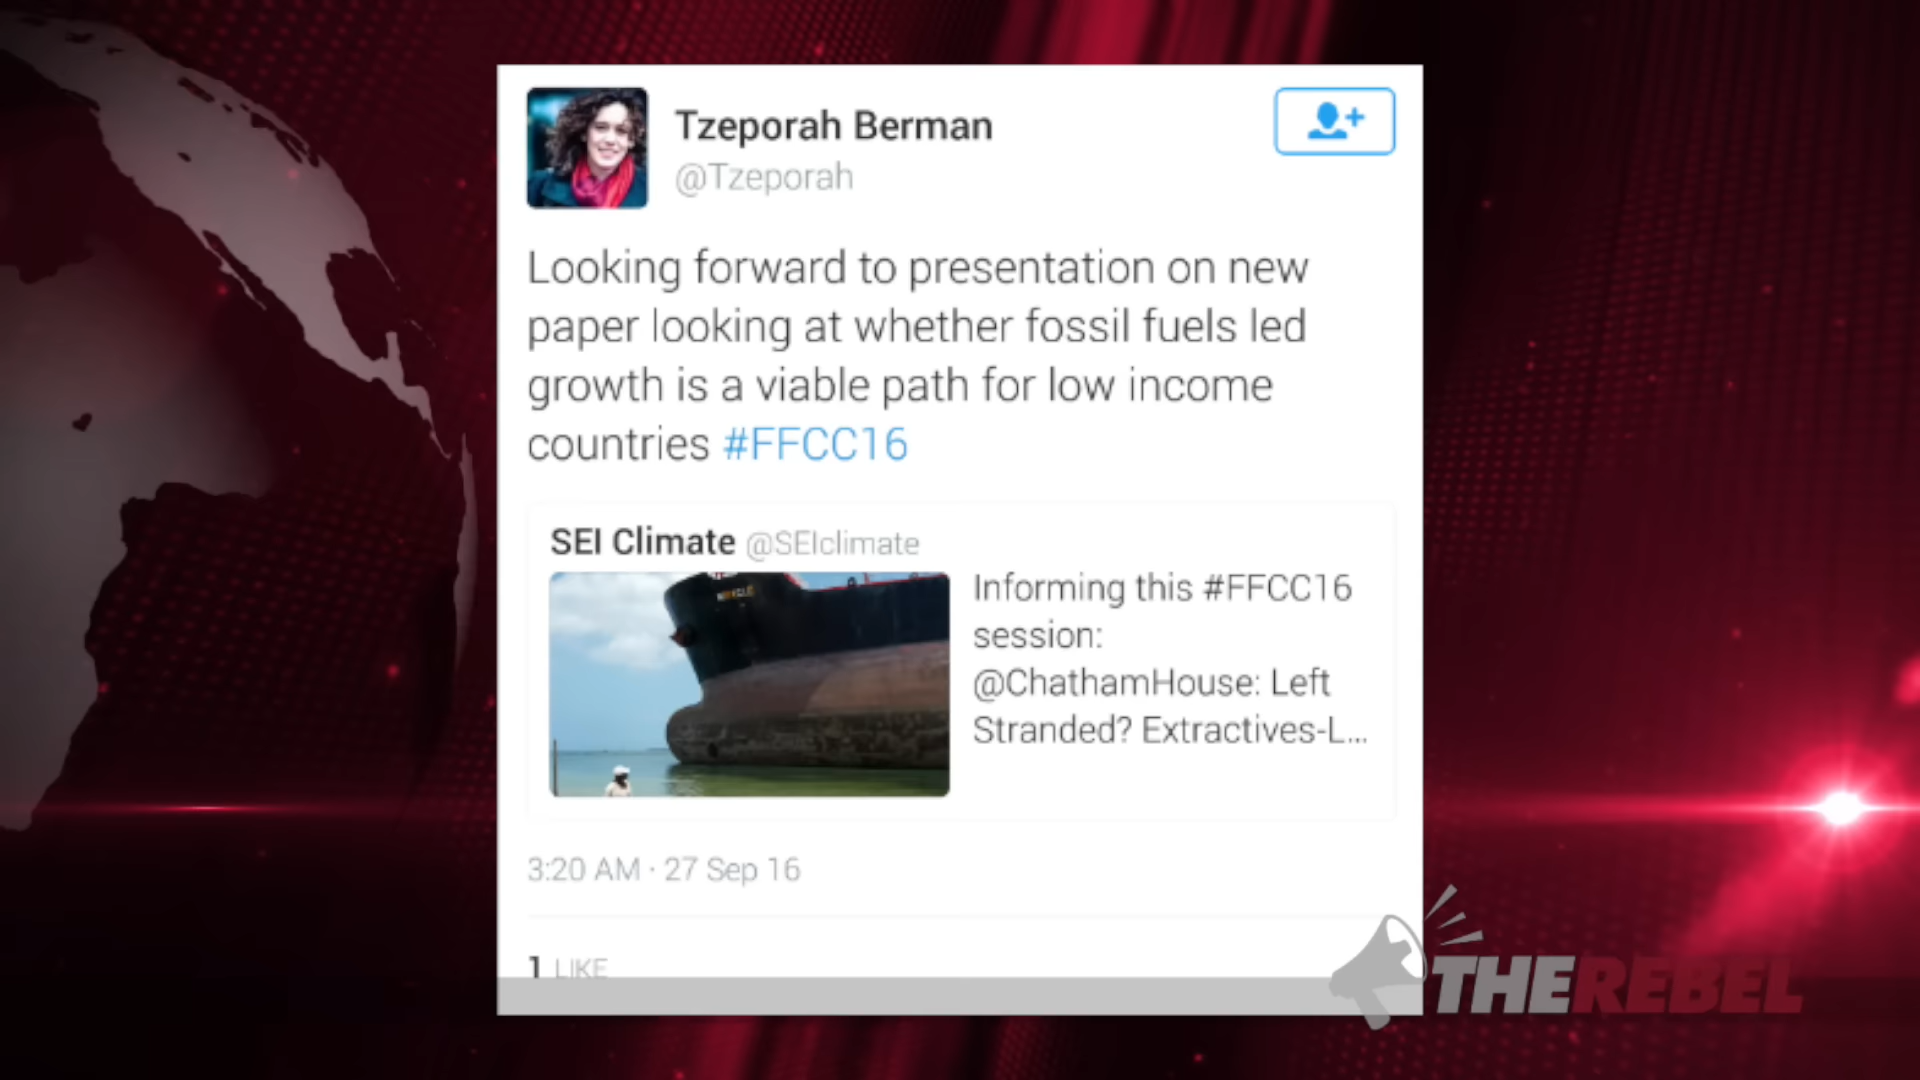 Tzeporah Berman
@Tzeporah
Looking forward to presentation on new
paper looking at whether fossil fuels led
growth is a viable path for low income
countries #FFCC16
SEI Climate @SEIclimate
Informing this #FFCC16
session:
@ChathamHouse: Left
Stranded? Extractives-L...
3:20 AM · 27 Sep 16
1 LIKE
THEREBEL